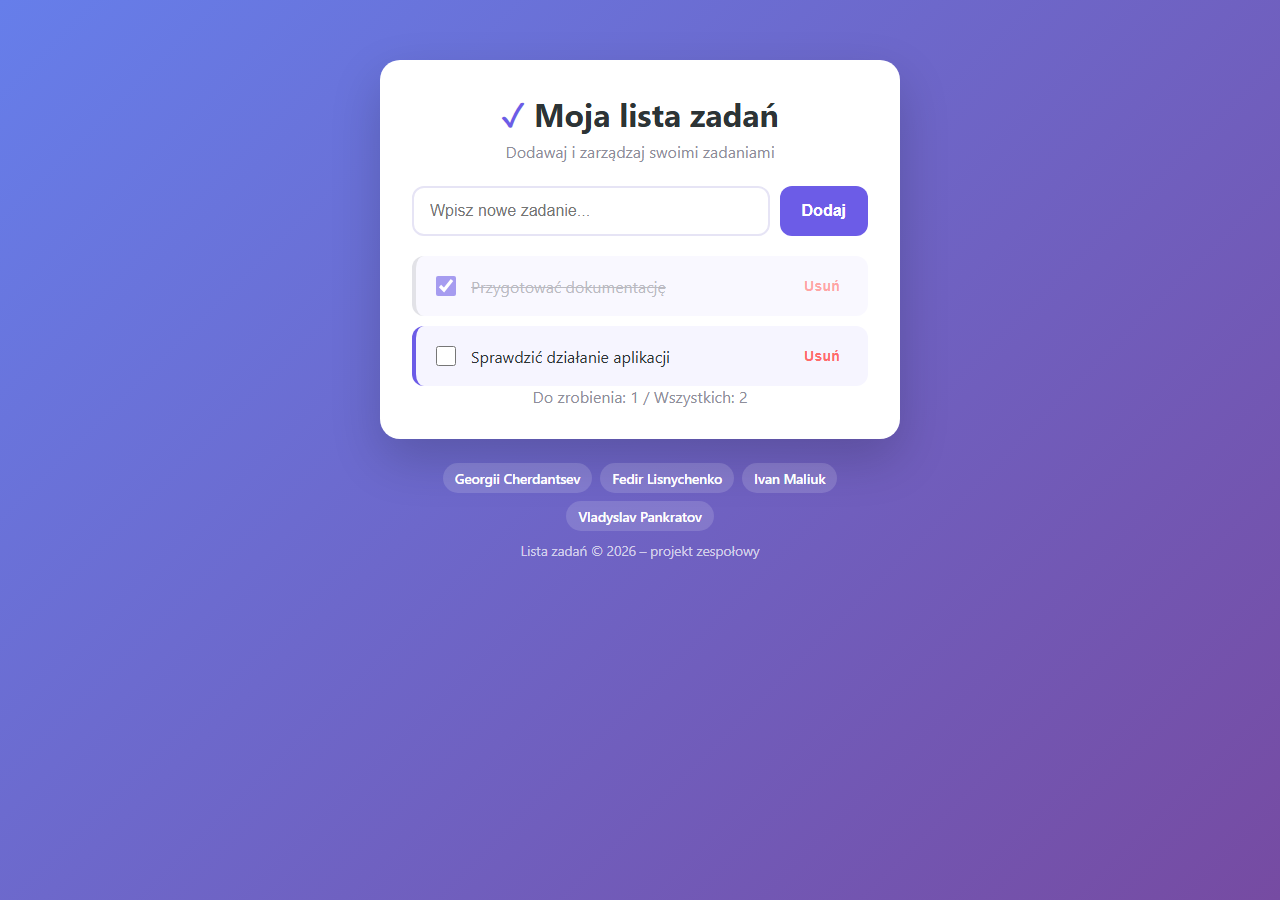 ✓ Moja lista zadań
Dodawaj i zarządzaj swoimi zadaniami
Wpisz nowe zadanie...
Dodaj
Przygotować dokumentację
Usuń
Sprawdzić działanie aplikacji
Usuń
Do zrobienia: 1 / Wszystkich: 2
Georgii Cherdantsev
Fedir Lisnychenko
Ivan Maliuk
Vladyslav Pankratov
Lista zadań © 2026 – projekt zespołowy